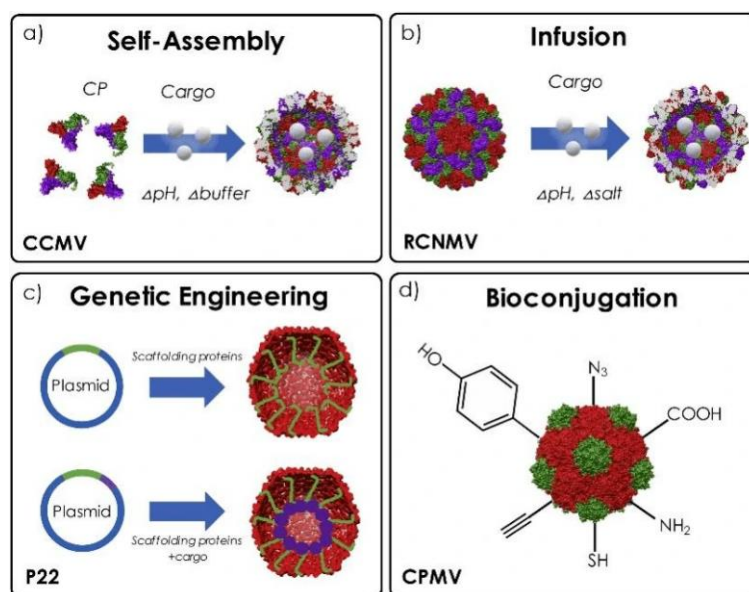 a)
Self-Assembly
CP
Cargo
ΔpH, Δbuffer
CCMV
b)
Infusion
Cargo
ΔpH, Δsalt
RCNMV
c)
Genetic Engineering
Plasmid
Scaffolding proteins
Plasmid
Scaffolding proteins
+cargo
P22
d)
Bioconjugation
HO
N3
COOH
NH2
SH
CPMV